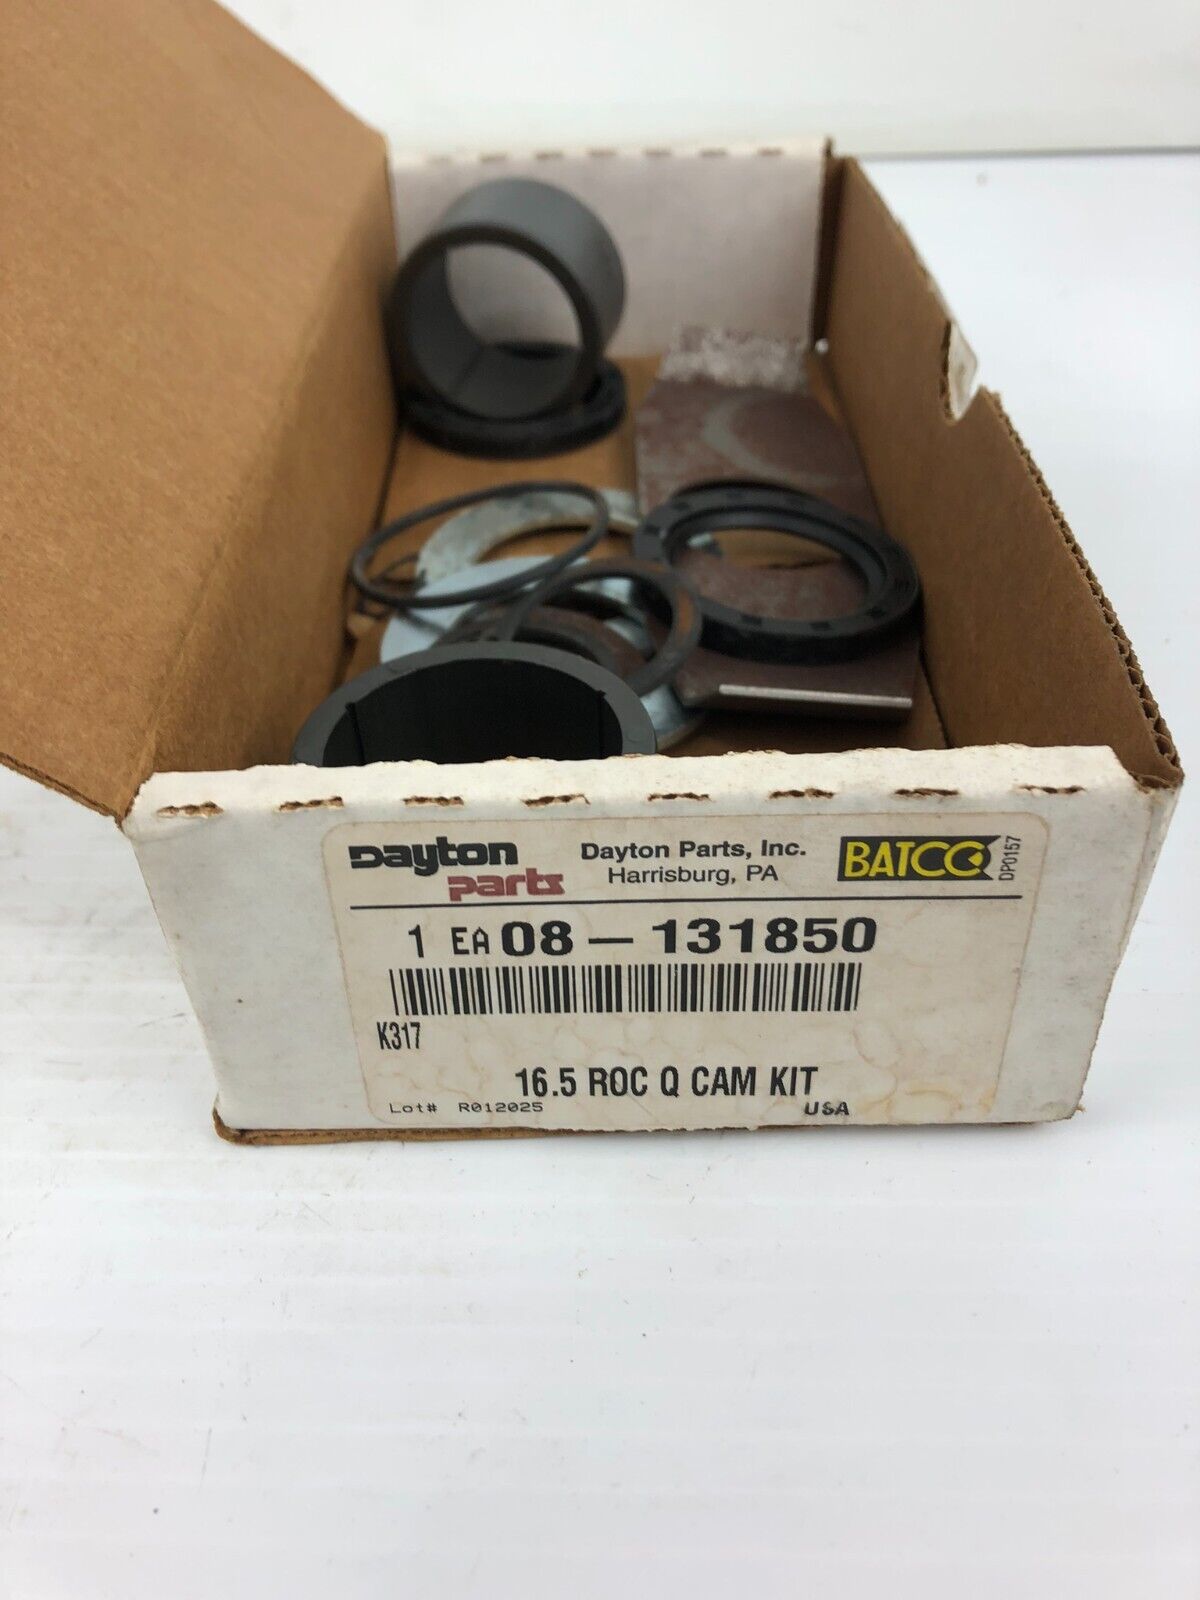 Dayton parts
Dayton Parts, Inc.
Harrisburg, PA
BATCO
DP0157
1 EA 08-131850
K317
16.5 ROC Q CAM KIT
Lot# R012025
USA